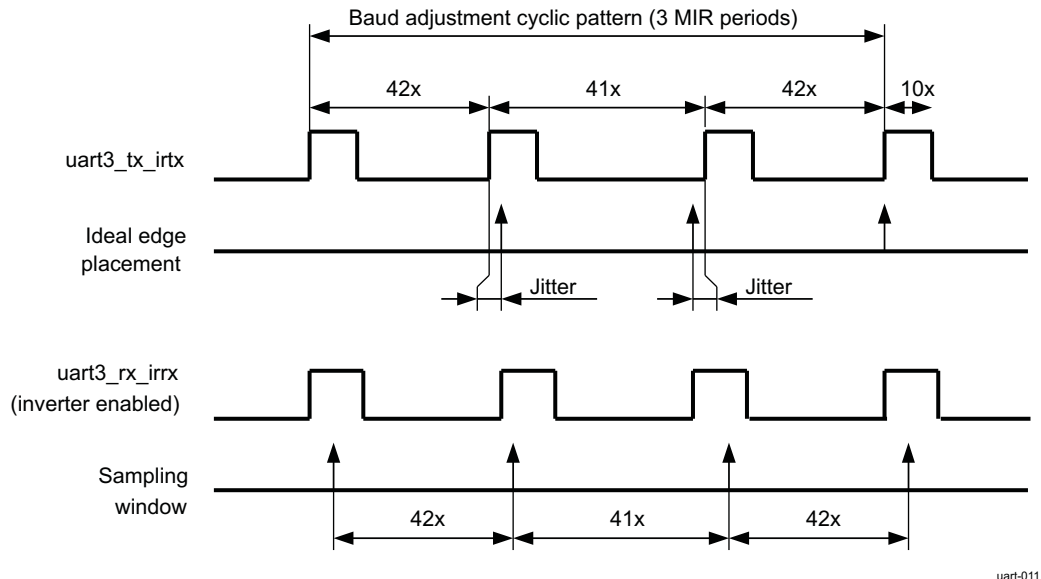 Baud adjustment cyclic pattern (3 MIR periods)
42x 41x 42x 10x
uart3_tx_irtx
Ideal edge
placement
Jitter Jitter
uart3_rx_irrx
(inverter enabled)
Sampling
window
42x 41x 42x
uart-011